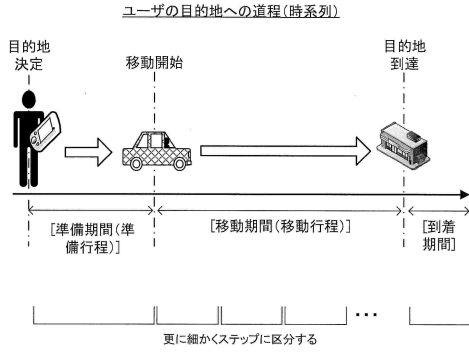 ユーザの目的地への道程(時系列)
目的地
決定
移動開始
目的地
到達
[準備期間(準
備行程)]
[移動期間(移動行程)]
[到着
期間]
...
更に細かくステップに区分する